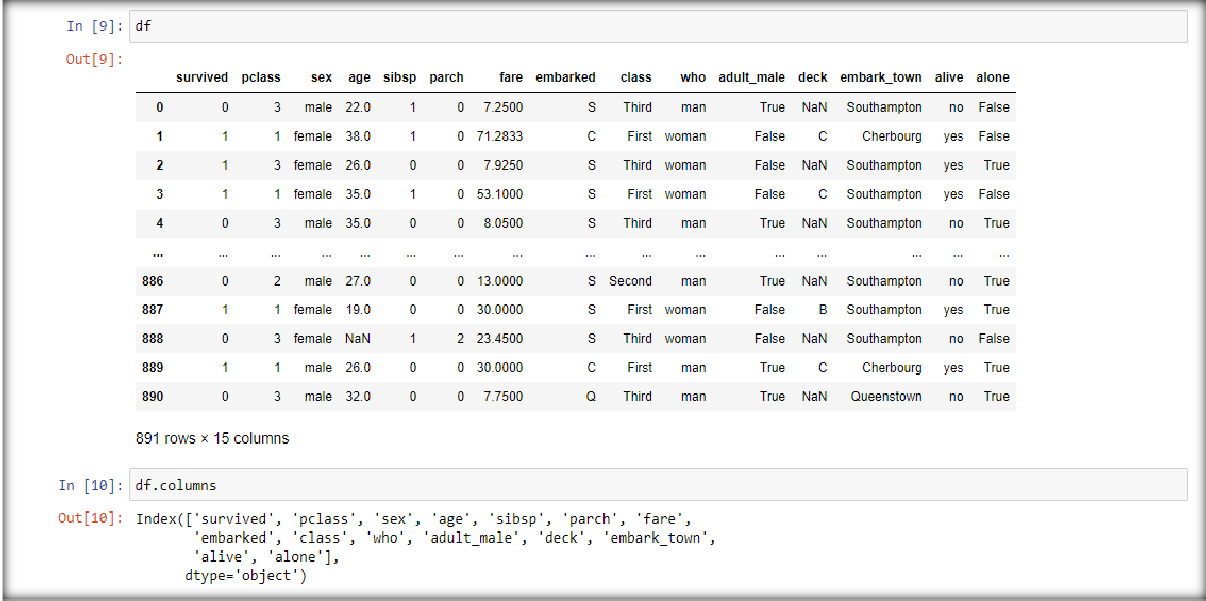 In [9]: df
Out[9]:
survived pclass sex age sibsp parch fare embarked class who adult_male deck embark_town alive alone
0 0 3 male 22.0 1 0 7.2500 S Third man True NaN Southampton no False
1 1 1 female 38.0 1 0 71.2833 C First woman False C Cherbourg yes False
2 1 3 female 26.0 0 0 7.9250 S Third woman False NaN Southampton yes True
3 1 1 female 35.0 1 0 53.1000 S First woman False C Southampton yes False
4 0 3 male 35.0 0 0 8.0500 S Third man True NaN Southampton no True
... ... ... ... ... ... ... ... ... ... ... ... ... ... ... ...
886 0 2 male 27.0 0 0 13.0000 S Second man True NaN Southampton no True
887 1 1 female 19.0 0 0 30.0000 S First woman False B Southampton yes True
888 0 3 female NaN 1 2 23.4500 S Third woman False NaN Southampton no False
889 1 1 male 26.0 0 0 30.0000 C First man True C Cherbourg yes True
890 0 3 male 32.0 0 0 7.7500 Q Third man True NaN Queenstown no True
891 rows × 15 columns
In [10]: df.columns
Out[10]: Index(['survived', 'pclass', 'sex', 'age', 'sibsp', 'parch', 'fare',
'embarked', 'class', 'who', 'adult_male', 'deck', 'embark_town',
'alive', 'alone'],
dtype='object')